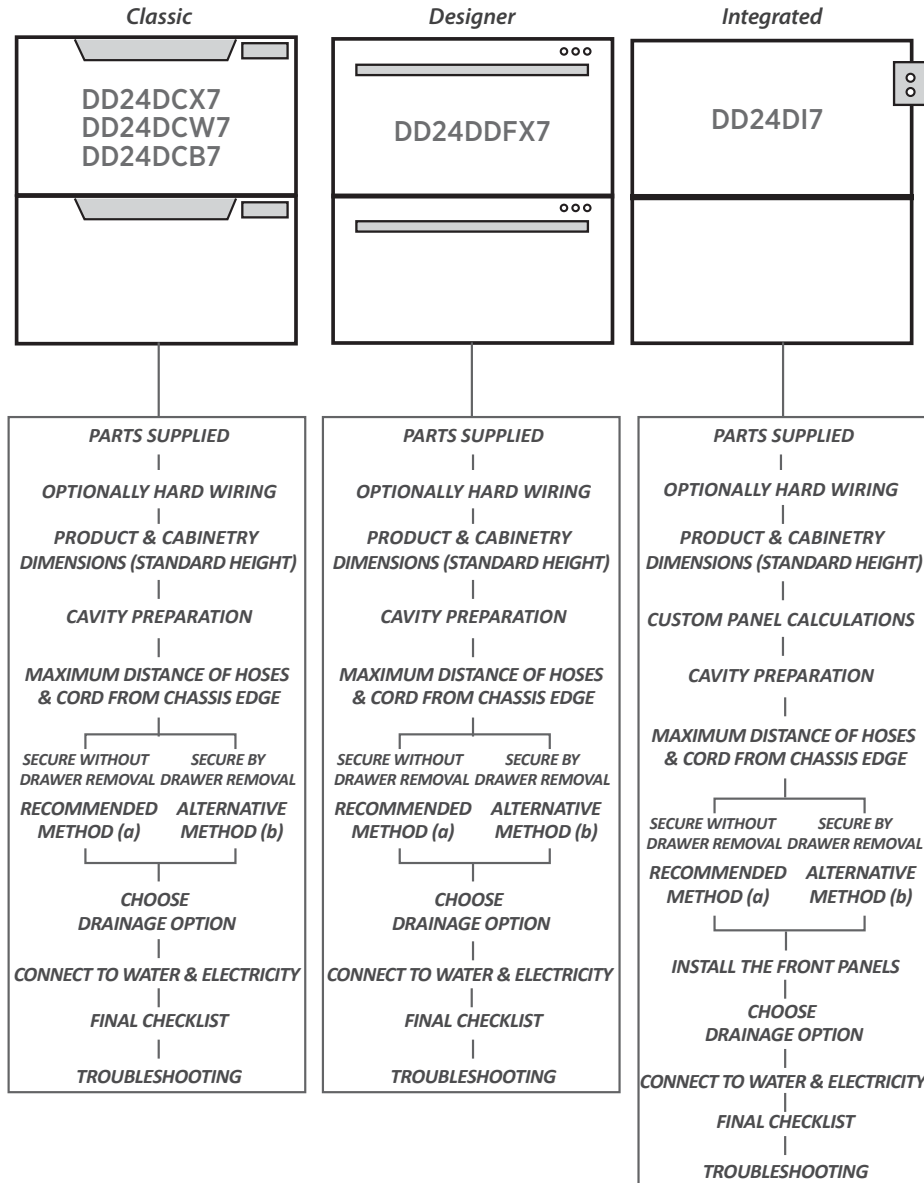 Classic
DD24DCX7
DD24DCW7
DD24DCB7
PARTS SUPPLIED
OPTIONALLY HARD WIRING
PRODUCT & CABINETRY
DIMENSIONS (STANDARD HEIGHT)
CAVITY PREPARATION
MAXIMUM DISTANCE OF HOSES
& CORD FROM CHASSIS EDGE
SECURE WITHOUT
DRAWER REMOVAL
RECOMMENDED
METHOD (a)
SECURE BY
DRAWER REMOVAL
ALTERNATIVE
METHOD (b)
CHOOSE
DRAINAGE OPTION
CONNECT TO WATER & ELECTRICITY
FINAL CHECKLIST
TROUBLESHOOTING
Designer
DD24DDFX7
PARTS SUPPLIED
OPTIONALLY HARD WIRING
PRODUCT & CABINETRY
DIMENSIONS (STANDARD HEIGHT)
CAVITY PREPARATION
MAXIMUM DISTANCE OF HOSES
& CORD FROM CHASSIS EDGE
SECURE WITHOUT
DRAWER REMOVAL
RECOMMENDED
METHOD (a)
SECURE BY
DRAWER REMOVAL
ALTERNATIVE
METHOD (b)
CHOOSE
DRAINAGE OPTION
CONNECT TO WATER & ELECTRICITY
FINAL CHECKLIST
TROUBLESHOOTING
Integrated
DD24DI7
PARTS SUPPLIED
OPTIONALLY HARD WIRING
PRODUCT & CABINETRY
DIMENSIONS (STANDARD HEIGHT)
CUSTOM PANEL CALCULATIONS
CAVITY PREPARATION
MAXIMUM DISTANCE OF HOSES
& CORD FROM CHASSIS EDGE
SECURE WITHOUT
DRAWER REMOVAL
RECOMMENDED
METHOD (a)
SECURE BY
DRAWER REMOVAL
ALTERNATIVE
METHOD (b)
INSTALL THE FRONT PANELS
CHOOSE
DRAINAGE OPTION
CONNECT TO WATER & ELECTRICITY
FINAL CHECKLIST
TROUBLESHOOTING